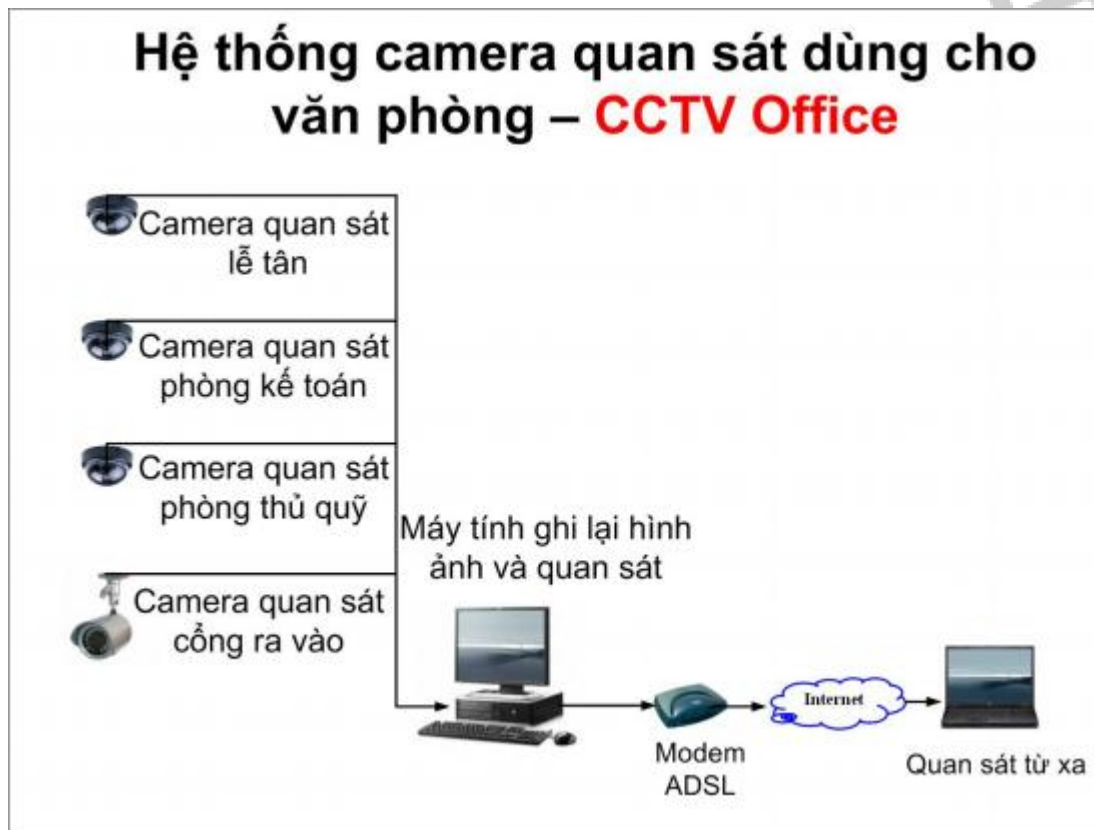 Hệ thống camera quan sát dùng cho
văn phòng – CCTV Office
Camera quan sát
lễ tân
Camera quan sát
phòng kế toán
Camera quan sát
phòng thủ quỹ
Máy tính ghi lại hình
ảnh và quan sát
Camera quan sát
cổng ra vào
Internet
Modem
ADSL
Quan sát từ xa